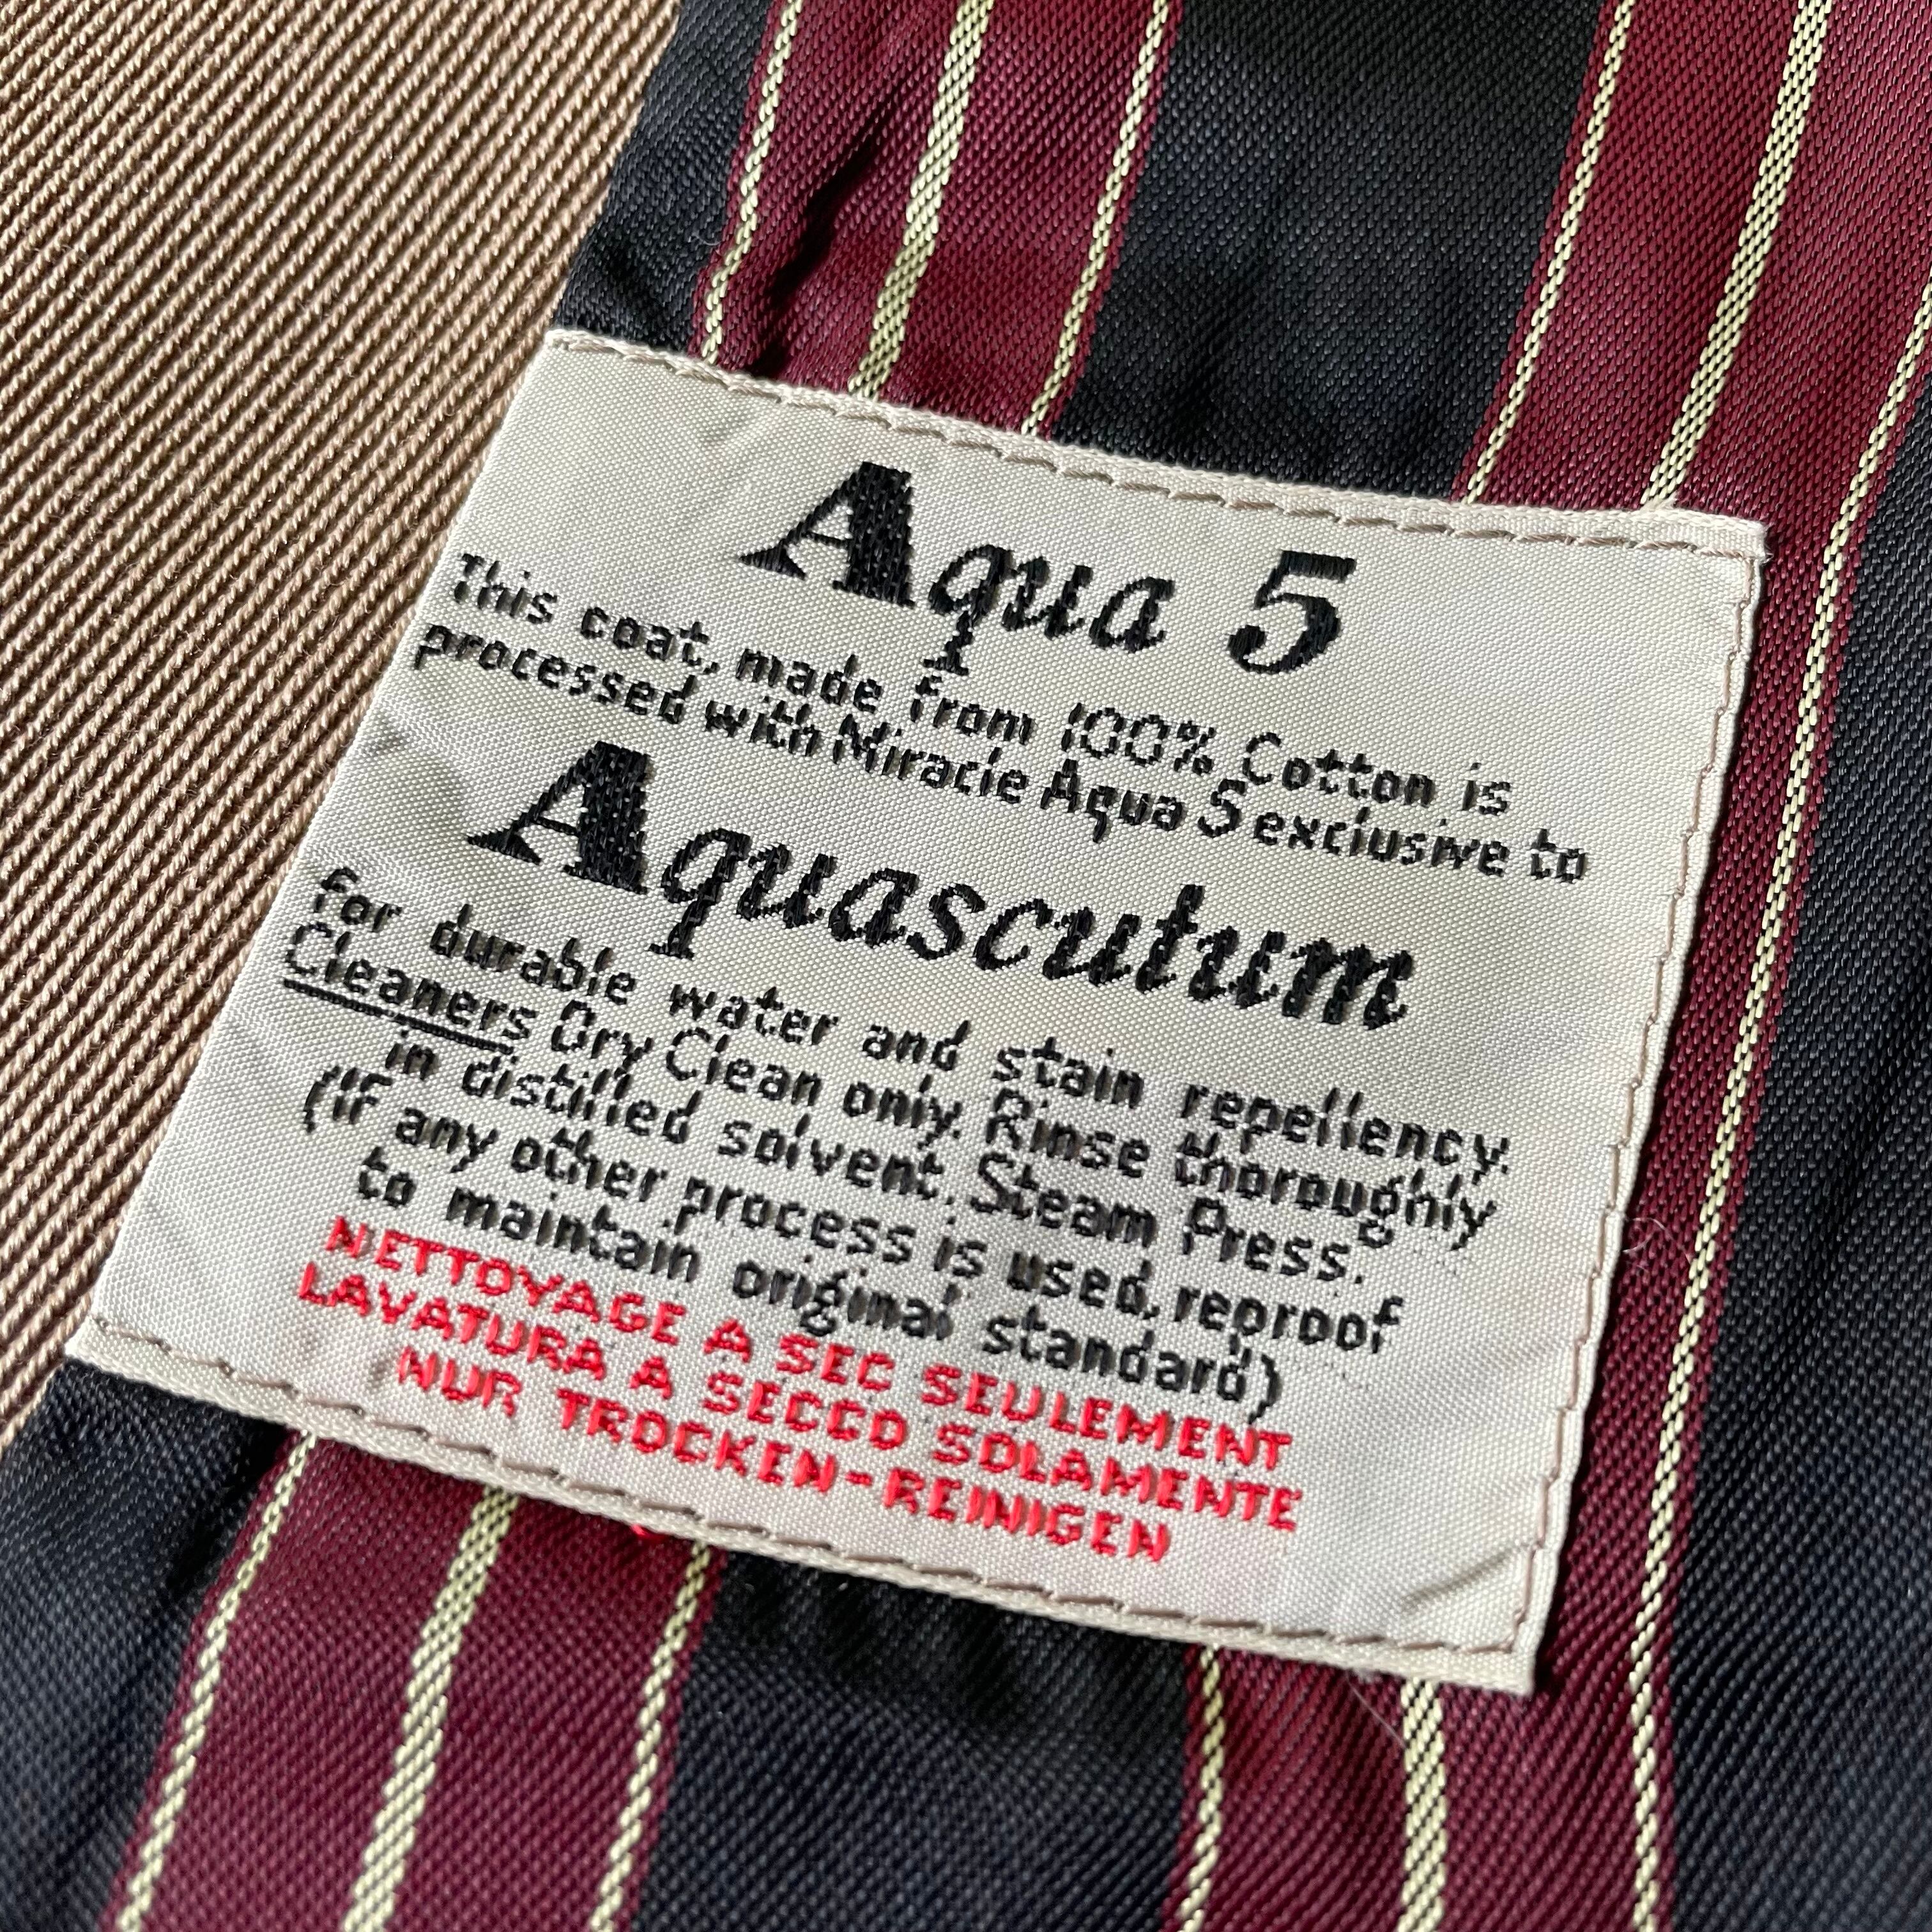 Aqua 5
This coat, made from 100% Cotton is
processed with Miracle Aqua 5 exclusive to
Aquascutum
for durable water and stain repellency.
Cleaners Dry Clean only. Rinse thoroughly
in distilled solvent. Steam Press.
(If any other process is used, reproof
to maintain original standard)
NETTOYAGE A SEC SEULEMENT
LAVATURA A SECCO SOLAMENTE
NUR TROCKEN-REINIGEN